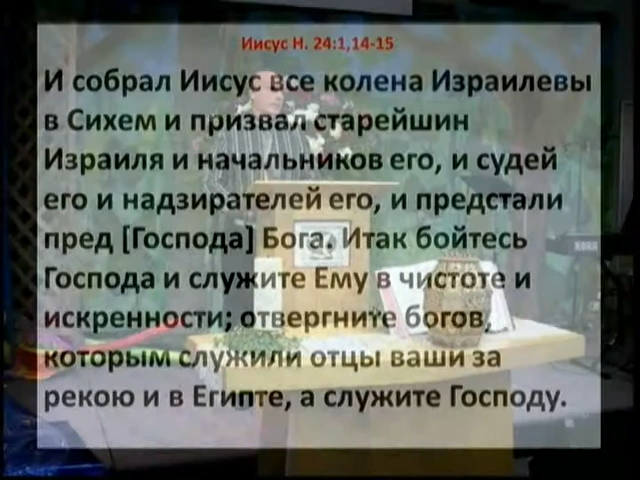 Иисус Н. 24:1,14-15
И собрал Иисус все колена Израилевы
в Сихем и призвал старейшин
Израиля и начальников его, и судей
его и надзирателей его, и предстали
пред [Господа] Бога. Итак бойтесь
Господа и служите Ему в чистоте и
искренности; отвергните богов,
которым служили отцы ваши за
рекою и в Египте, а служите Господу.
KORG